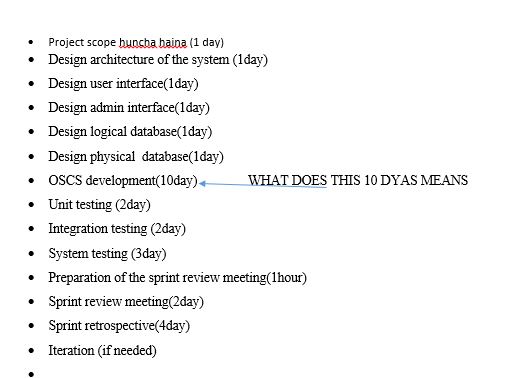 Project scope huncha haina (1 day)
Design architecture of the system (1day)
Design user interface(1day)
Design admin interface(1day)
Design logical database(1day)
Design physical  database(1day)
OSCS development(10day) WHAT DOES THIS 10 DYAS MEANS
Unit testing (2day)
Integration testing (2day)
System testing (3day)
Preparation of the sprint review meeting(1hour)
Sprint review meeting(2day)
Sprint retrospective(4day)
Iteration (if needed)